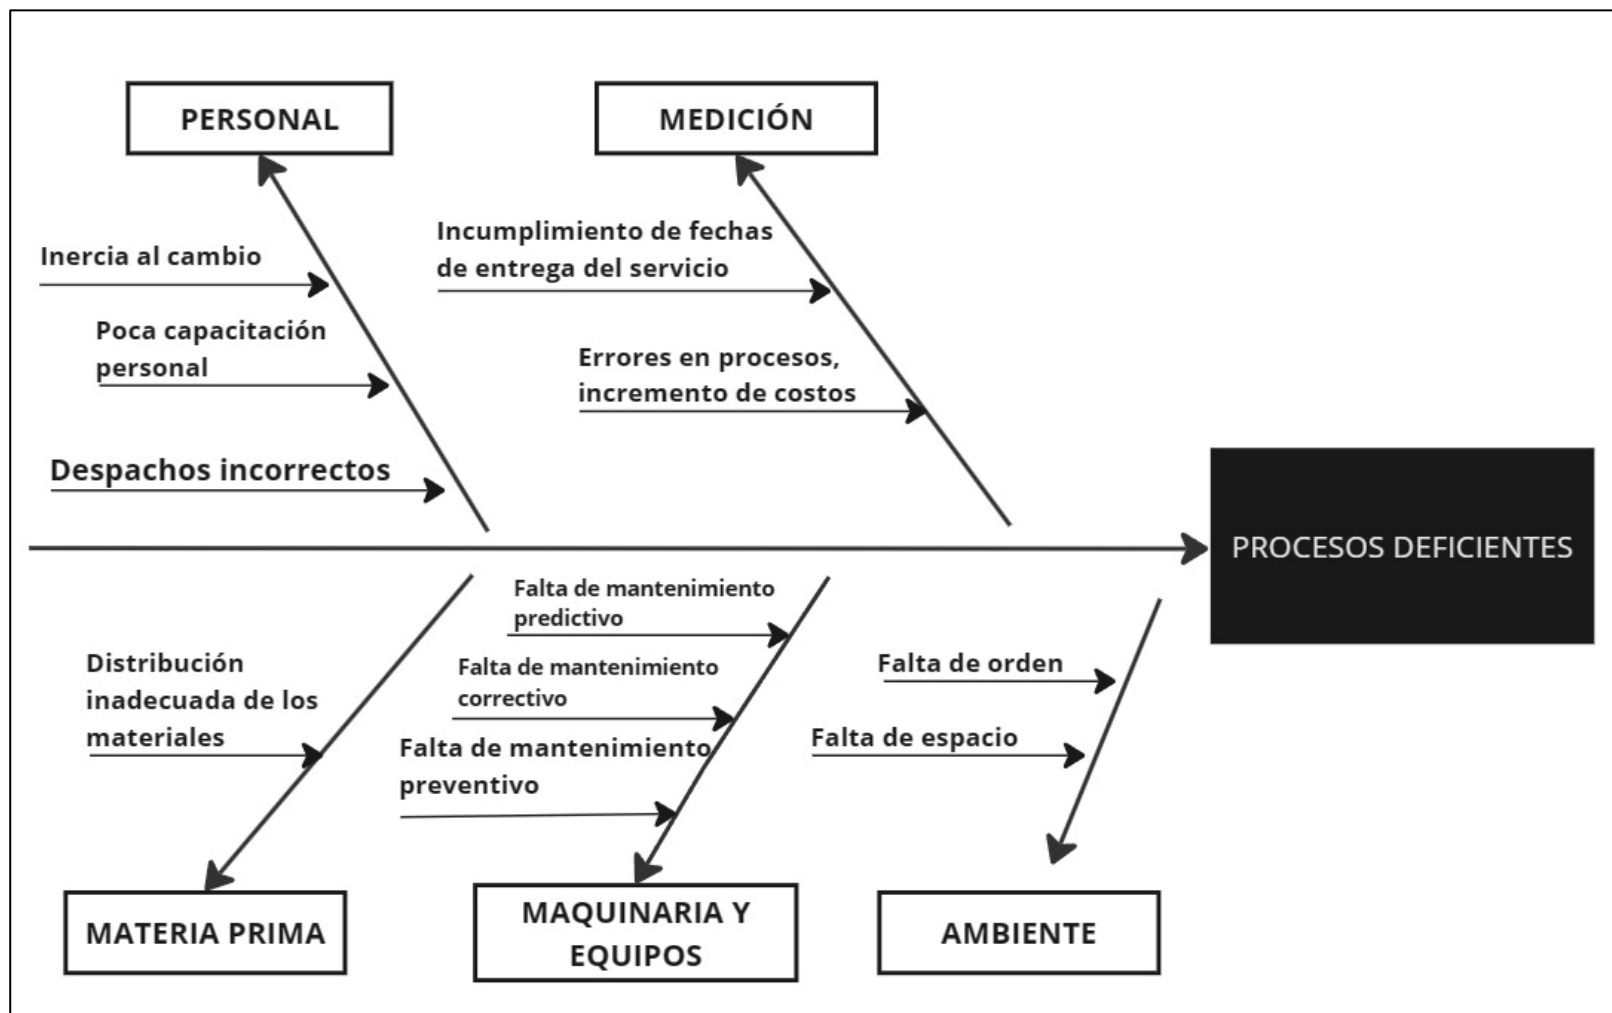 PERSONAL
MEDICIÓN
Inercia al cambio
Poca capacitación
personal
Despachos incorrectos
Incumplimiento de fechas
de entrega del servicio
Errores en procesos,
incremento de costos
PROCESOS DEFICIENTES
Distribución
inadecuada de los
materiales
Falta de mantenimiento
predictivo
Falta de mantenimiento
correctivo
Falta de mantenimiento
preventivo
Falta de orden
Falta de espacio
MATERIA PRIMA
MAQUINARIA Y
EQUIPOS
AMBIENTE